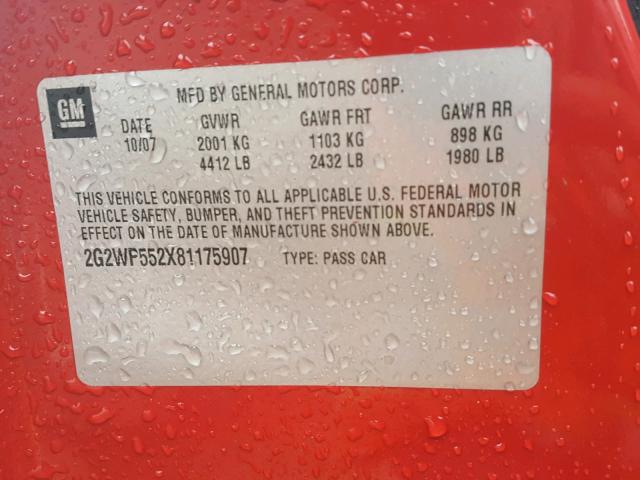 GM
MFD BY GENERAL MOTORS CORP.
DATE GVWR GAWR FRT GAWR RR
10/07 2001 KG 1103 KG 898 KG
4412 LB 2432 LB 1980 LB
THIS VEHICLE CONFORMS TO ALL APPLICABLE U.S. FEDERAL MOTOR
VEHICLE SAFETY, BUMPER, AND THEFT PREVENTION STANDARDS IN
EFFECT ON THE DATE OF MANUFACTURE SHOWN ABOVE.
2G2WP552X81175907 TYPE: PASS CAR